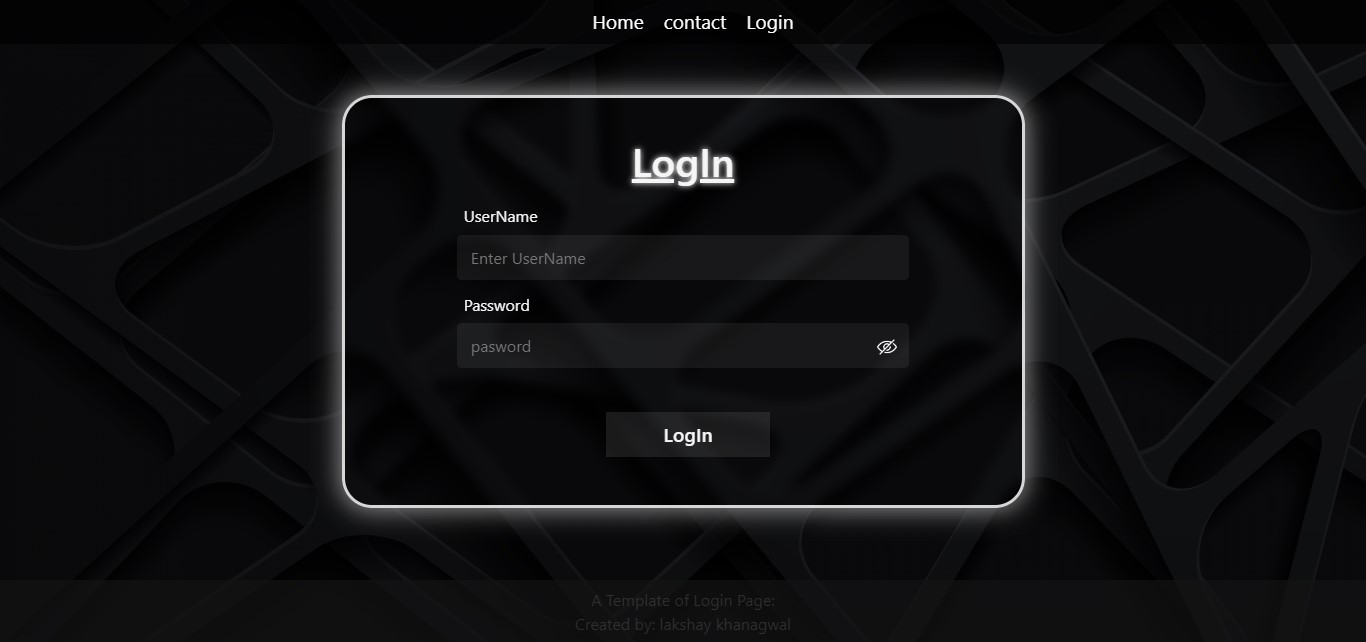 Home contact Login
LogIn
UserName
Enter UserName
Password
pasword
LogIn
A Template of Login Page:
Created by: lakshay khanagwal